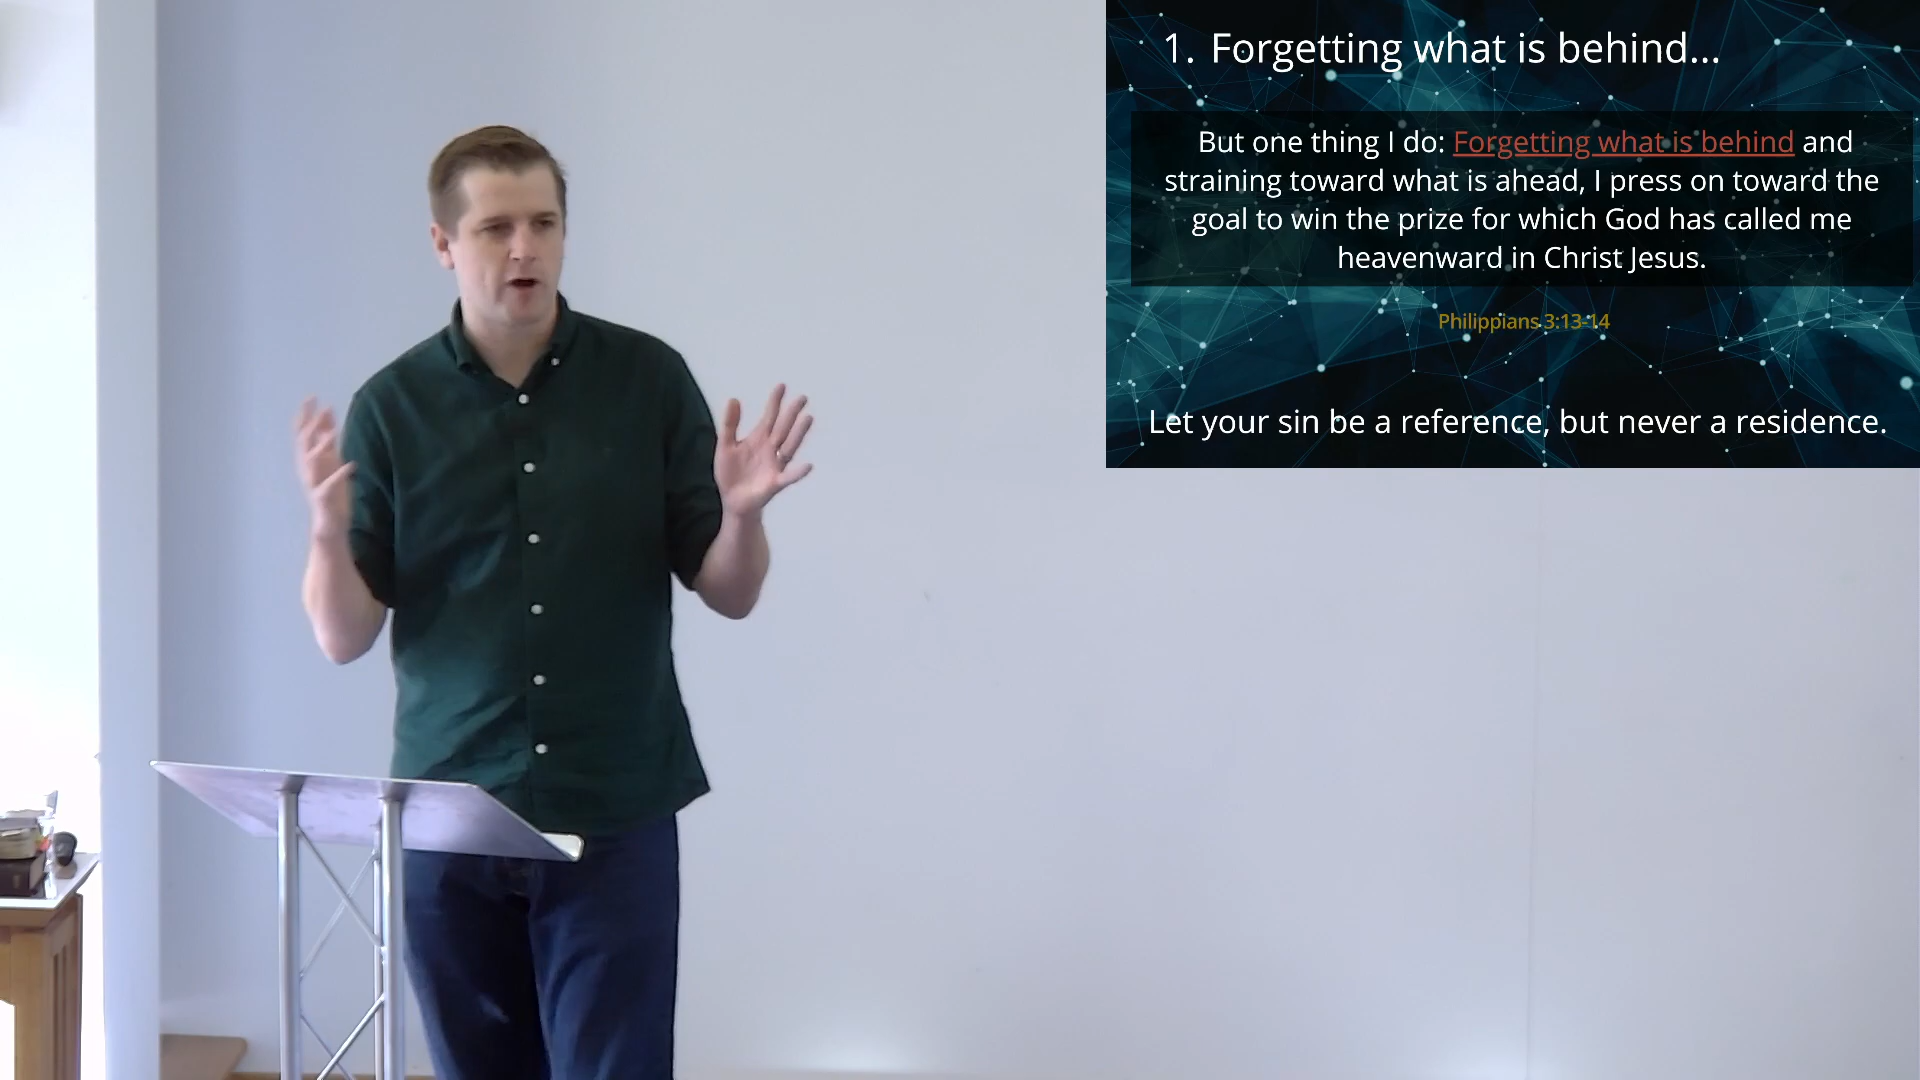 1. Forgetting what is behind...
But one thing I do: Forgetting what is behind and
straining toward what is ahead, I press on toward the
goal to win the prize for which God has called me
heavenward in Christ Jesus.
Philippians 3:13-14
Let your sin be a reference, but never a residence.